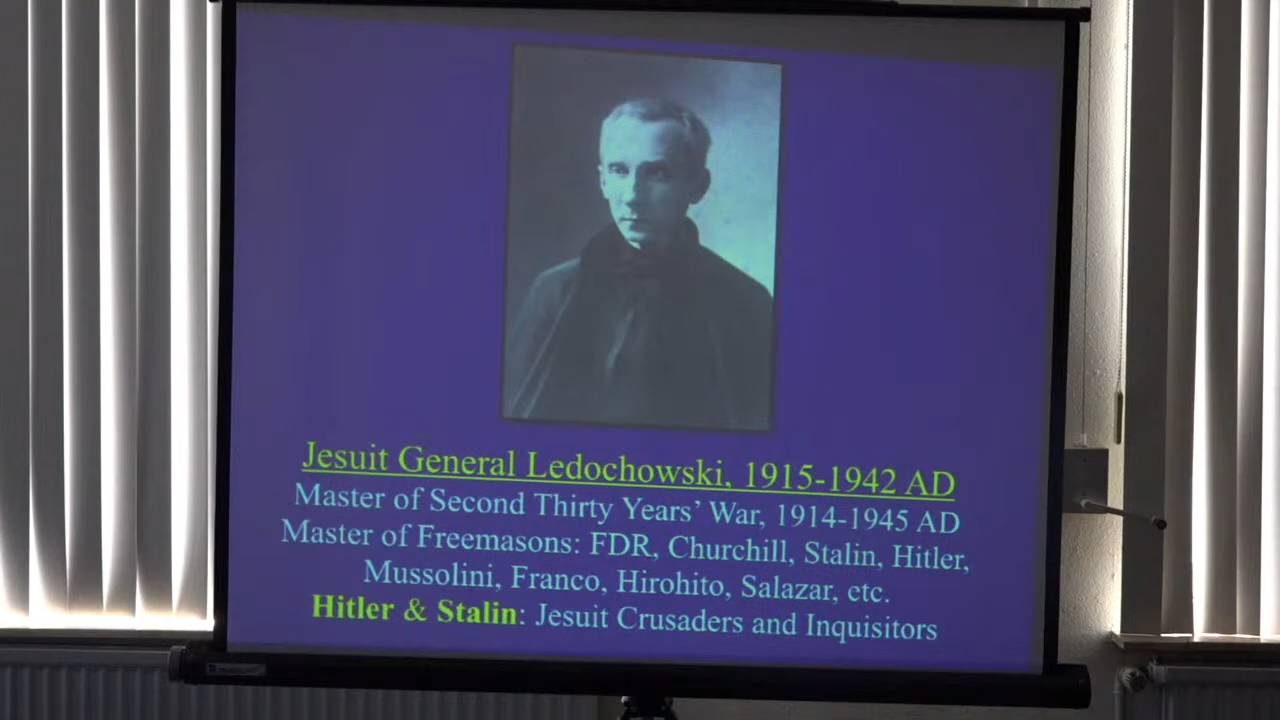 Jesuit General Ledochowski, 1915-1942 AD
Master of Second Thirty Years' War, 1914-1945 AD
Master of Freemasons: FDR, Churchill, Stalin, Hitler,
Mussolini, Franco, Hirohito, Salazar, etc.
Hitler & Stalin: Jesuit Crusaders and Inquisitors